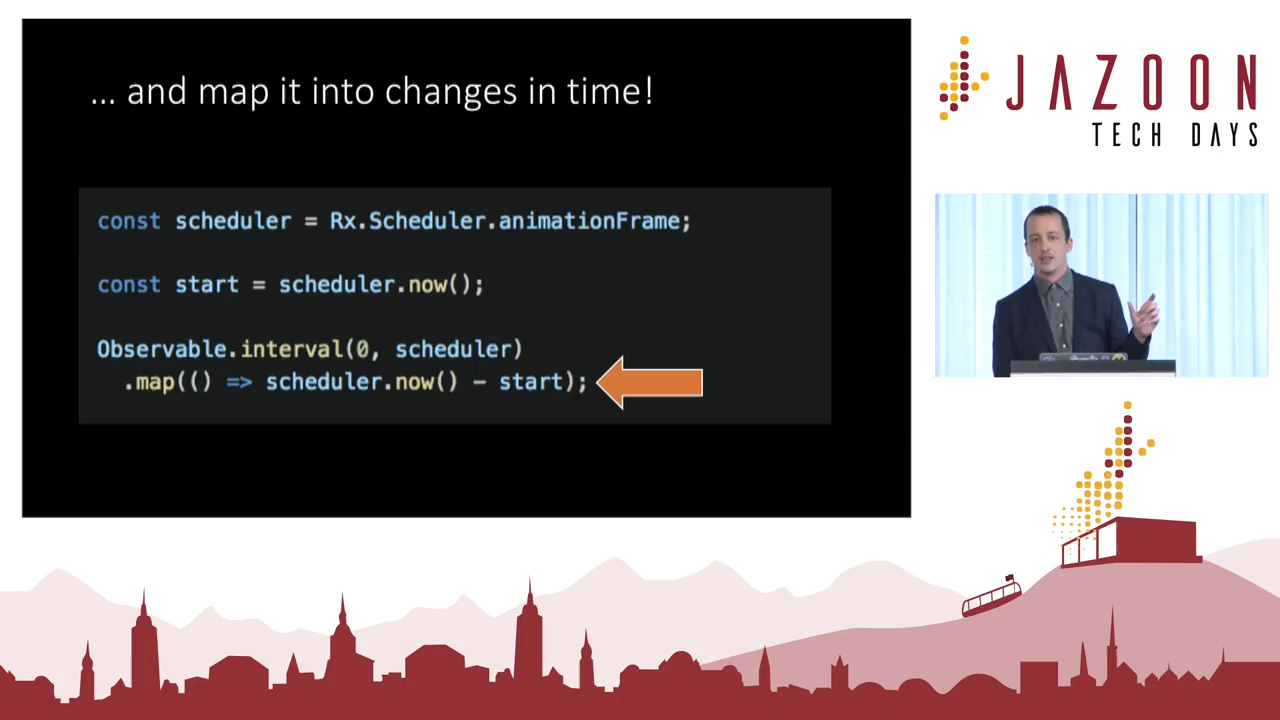 ... and map it into changes in time!
const scheduler = Rx.Scheduler.animationFrame;
const start = scheduler.now();
Observable.interval(0, scheduler)
.map(() => scheduler.now() - start);
JAZOON
TECH DAYS